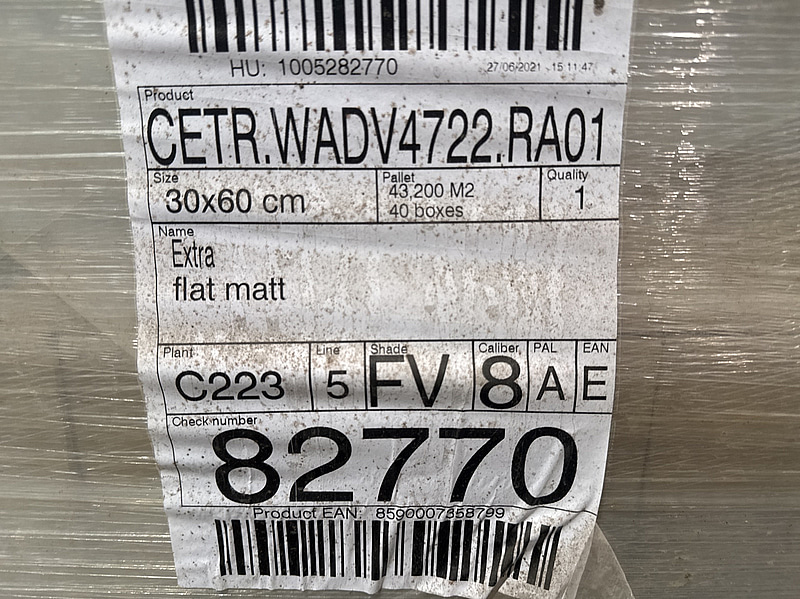 HU: 1005282770 27/06/2021 - 15:11:47
Product
CETR.WADV4722.RA01
Size Pallet Quality
30x60 cm 43,200 M2 1
40 boxes
Name
Extra
flat matt
Plant Line Shade Caliber PAL EAN
C223 5 FV 8 A E
Check number
82770
Product EAN: 8590007358799